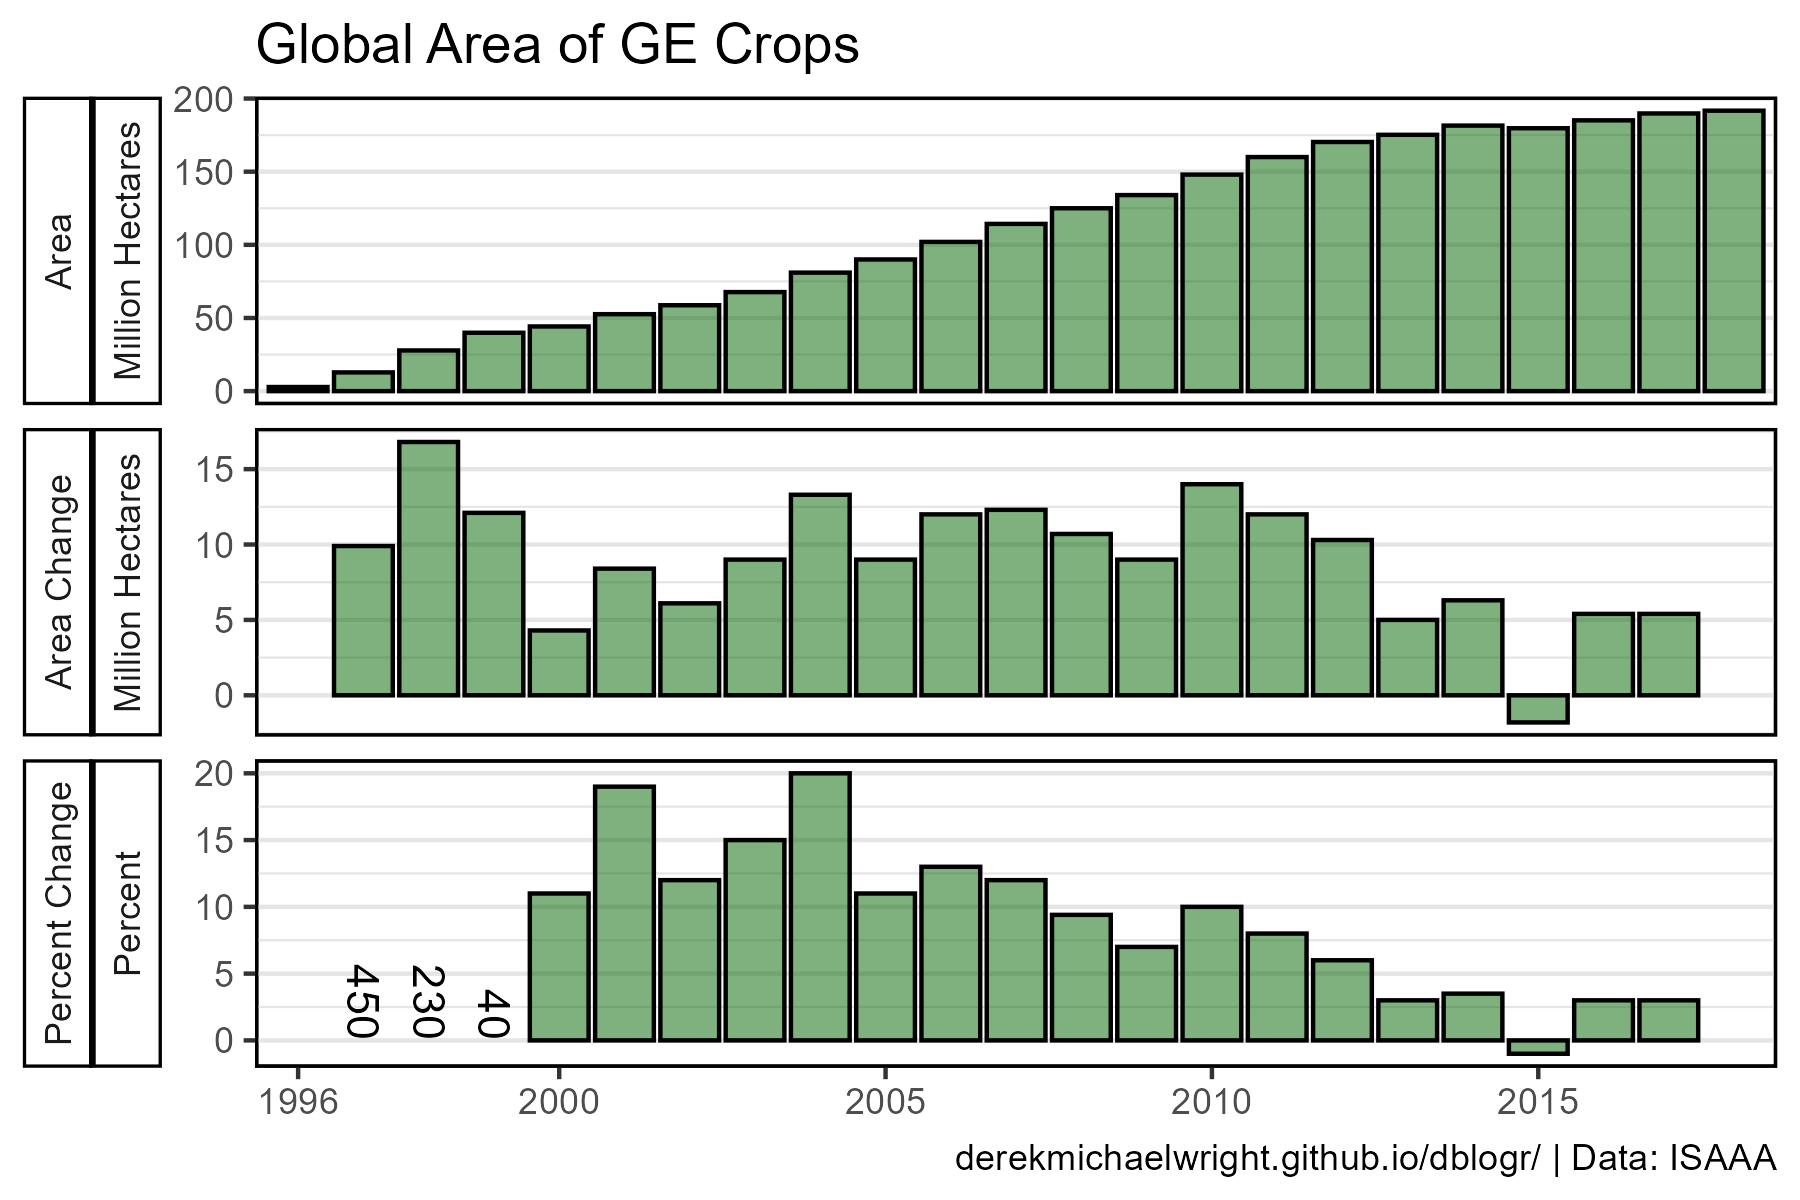 Global Area of GE Crops
Area
Million Hectares
200
150
100
50
0
Area Change
Million Hectares
15
10
5
0
Percent Change
Percent
20
15
10
5
0
450
230
40
1996 2000 2005 2010 2015
derekmichaelwright.github.io/dblogr/ | Data: ISAAA